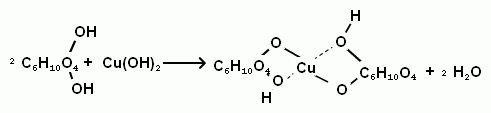 H
OH
O
O
2 C₆H₁₀O₄ + Cu(OH)₂ C₆H₁₀O₄ Cu C₆H₁₀O₄ + 2 H₂O
OH
O
O
H